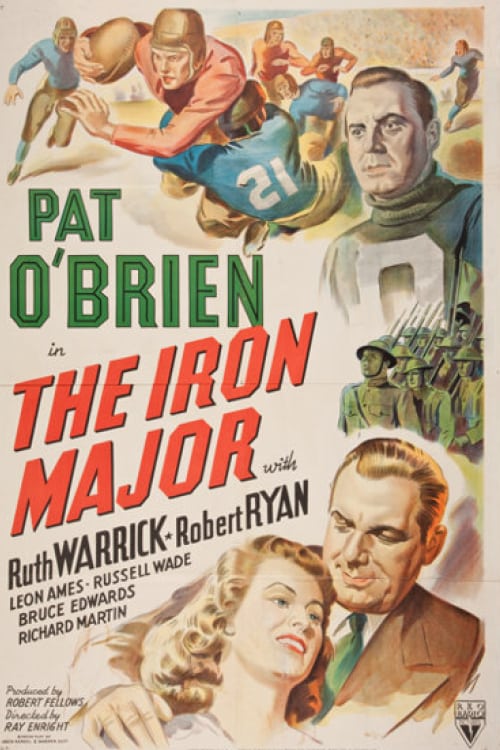 21
PAT
O'BRIEN
in
THE IRON
MAJOR
with
Ruth WARRICK ★ Robert RYAN
LEON AMES - RUSSELL WADE
BRUCE EDWARDS
RICHARD MARTIN
Produced by
ROBERT FELLOWS
Directed by
RAY ENRIGHT
RKO
RADIO